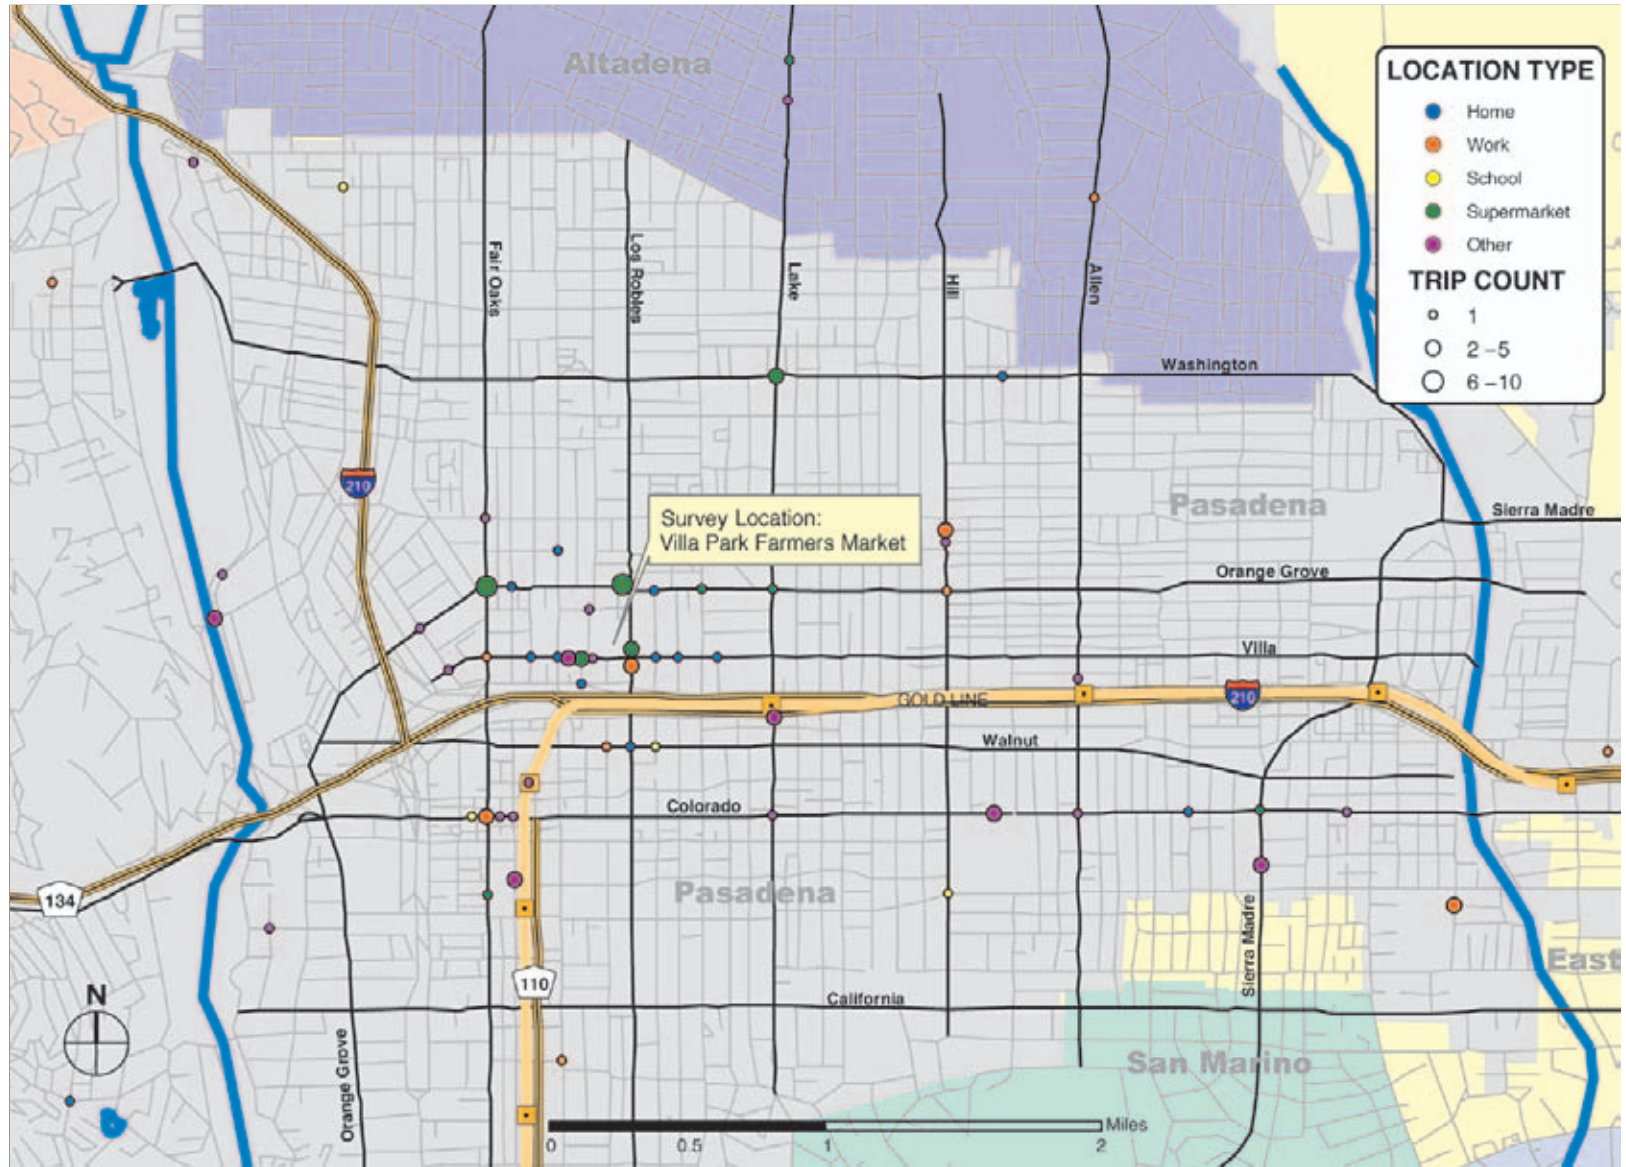 Altadena
LOCATION TYPE
Home
Work
School
Supermarket
Other
TRIP COUNT
1
2 – 5
6 – 10
Fair Oaks
Los Robles
Lake
Hill
Allen
Washington
210
Pasadena
Sierra Madre
Survey Location:
Villa Park Farmers Market
Orange Grove
Villa
GOLD LINE
210
Walnut
Colorado
134
Pasadena
Sierra Madre
East
110
California
N
Orange Grove
San Marino
0
0.5
1
2
Miles